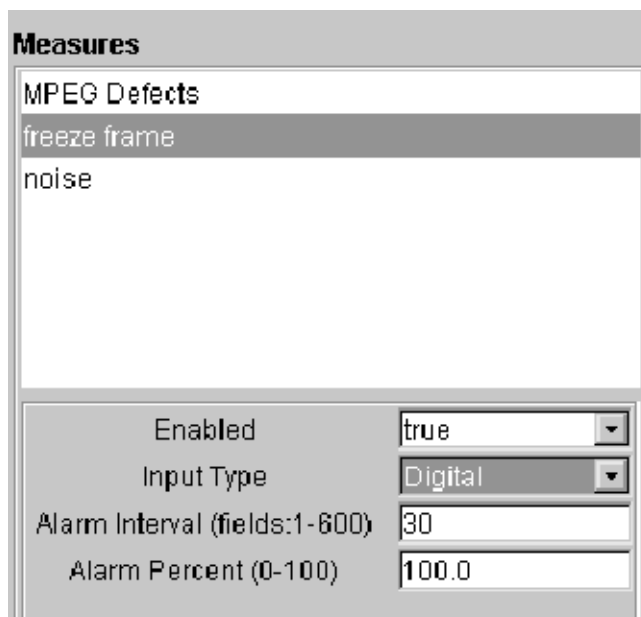 Measures
MPEG Defects
freeze frame
noise
Enabled true
Input Type Digital
Alarm Interval (fields:1-600) 30
Alarm Percent (0-100) 100.0